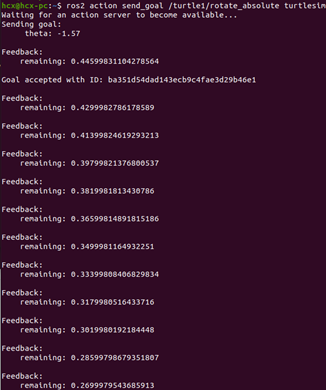 hcx@hcx-pc:~$ ros2 action send_goal /turtle1/rotate_absolute turtlesim
Waiting for an action server to become available...
Sending goal:
theta: -1.57
Feedback:
remaining: 0.44599831104278564
Goal accepted with ID: ba351d54dad143ecb9c4fae3d29b46e1
Feedback:
remaining: 0.4299982786178589
Feedback:
remaining: 0.41399824619293213
Feedback:
remaining: 0.39799821376800537
Feedback:
remaining: 0.3819981813430786
Feedback:
remaining: 0.36599814891815186
Feedback:
remaining: 0.3499981164932251
Feedback:
remaining: 0.33399808406829834
Feedback:
remaining: 0.3179980516433716
Feedback:
remaining: 0.3019980192184448
Feedback:
remaining: 0.28599798679351807
Feedback:
remaining: 0.2699979543685913